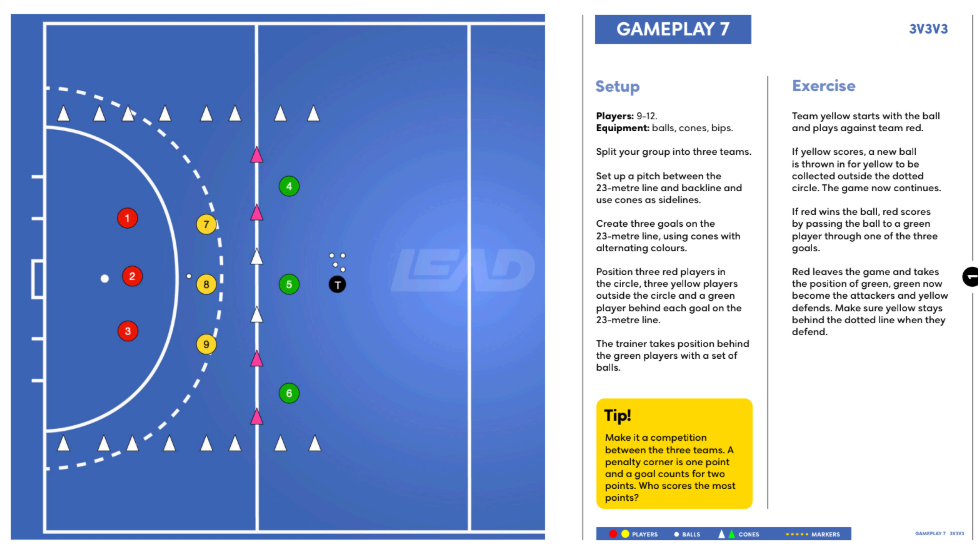 GAMEPLAY 7
3V3V3
Setup
Players: 9-12.
Equipment: balls, cones, bips.
Split your group into three teams.
Set up a pitch between the
23-metre line and backline and
use cones as sidelines.
Create three goals on the
23-metre line, using cones with
alternating colours.
Position three red players in
the circle, three yellow players
outside the circle and a green
player behind each goal on the
23-metre line.
The trainer takes position behind
the green players with a set of
balls.
Tip!
Make it a competition
between the three teams. A
penalty corner is one point
and a goal counts for two
points. Who scores the most
points?
Exercise
Team yellow starts with the ball
and plays against team red.
If yellow scores, a new ball
is thrown in for yellow to be
collected outside the dotted
circle. The game now continues.
If red wins the ball, red scores
by passing the ball to a green
player through one of the three
goals.
Red leaves the game and takes
the position of green, green now
become the attackers and yellow
defends. Make sure yellow stays
behind the dotted line when they
defend.
1
2
3
4
5
6
7
8
9
T
LEAD
1
PLAYERS
BALLS
CONES
MARKERS
GAMEPLAY 7 3V3V3